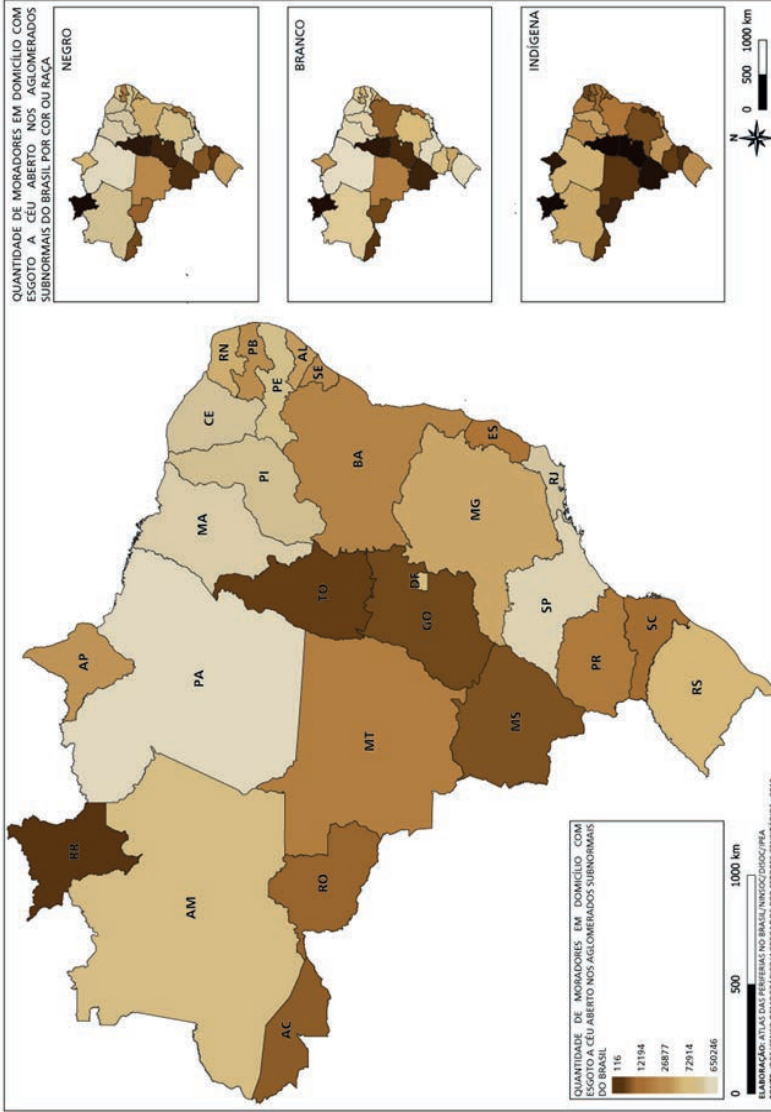 QUANTIDADE DE MORADORES EM DOMICÍLIO COM
ESGOTO A CÉU ABERTO NOS AGLOMERADOS
SUBNORMAIS DO BRASIL POR COR OU RAÇA
NEGRO
BRANCO
INDÍGENA
0 500 1000 km
N
RR
AP
AM
PA
MA
CE
RN
PB
PE
AL
SE
PI
BA
TO
AC
RO
MT
GO
DF
MG
ES
RJ
MS
SP
PR
SC
RS
QUANTIDADE DE MORADORES EM DOMICÍLIO COM
ESGOTO A CÉU ABERTO NOS AGLOMERADOS SUBNORMAIS
DO BRASIL
116
12194
26877
72914
650246
0 500 1000 km
ELABORAÇÃO: ATLAS DAS PERIFERIAS NO BRASIL/NINSOC/DISOC/IPEA